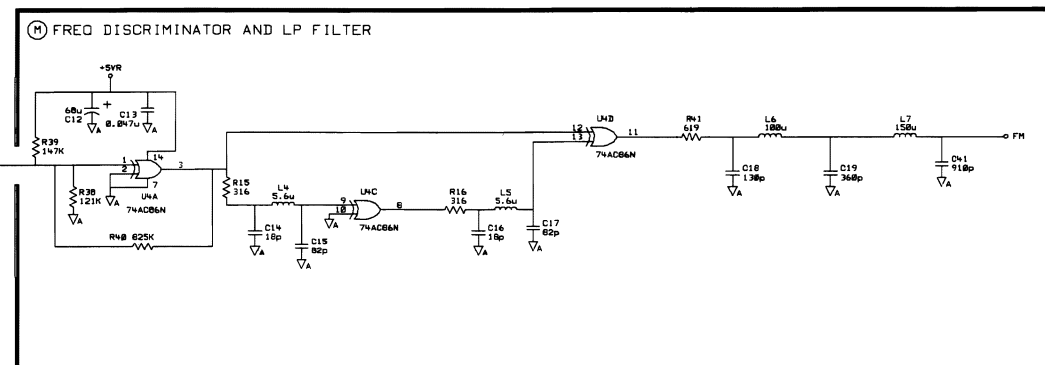 M FREQ DISCRIMINATOR AND LP FILTER
+5VR
68u
C12
+
C13
0.047u
A
A
R39
147K
1
2
14
3
7
U4A
74AC86N
A
R38
121K
A
R40 825K
R15
316
L4
5.6u
C14
18p
A
C15
82p
A
9
10
U4C
8
74AC86N
A
R16
316
L5
5.6u
C16
18p
A
C17
82p
A
U4D
12
13
11
74AC86N
R41
619
L6
100u
L7
150u
FM
C18
130p
A
C19
360p
A
C41
910p
A